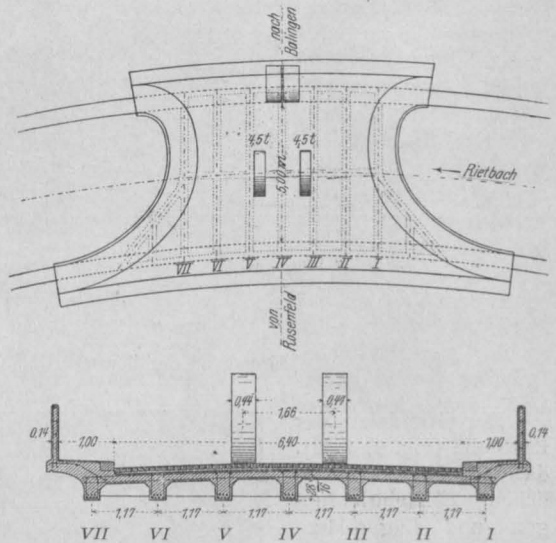 nach
Balingen
4,5t
4,5t
5,00
Rietbach
VII
VI
V
IV
III
II
I
von
Rosenfeld
0,44
0,44
1,66
0,14
1,00
6,40
1,00
0,14
1,17
1,17
1,17
1,17
1,17
1,17
VII
VI
V
IV
III
II
I